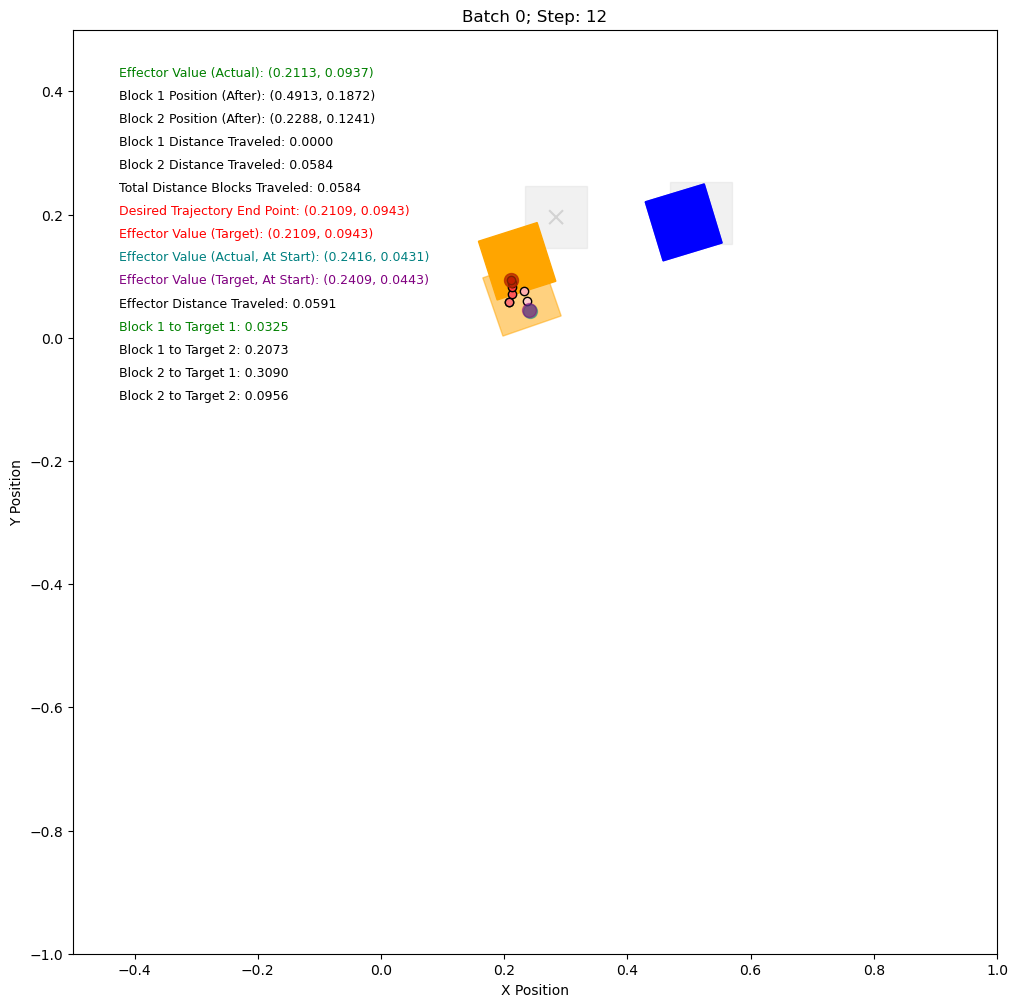 Batch 0; Step: 12
Effector Value (Actual): (0.2113, 0.0937)
Block 1 Position (After): (0.4913, 0.1872)
Block 2 Position (After): (0.2288, 0.1241)
Block 1 Distance Traveled: 0.0000
Block 2 Distance Traveled: 0.0584
Total Distance Blocks Traveled: 0.0584
Desired Trajectory End Point: (0.2109, 0.0943)
Effector Value (Target): (0.2109, 0.0943)
Effector Value (Actual, At Start): (0.2416, 0.0431)
Effector Value (Target, At Start): (0.2409, 0.0443)
Effector Distance Traveled: 0.0591
Block 1 to Target 1: 0.0325
Block 1 to Target 2: 0.2073
Block 2 to Target 1: 0.3090
Block 2 to Target 2: 0.0956
Y Position
0.4
0.2
0.0
−0.2
−0.4
−0.6
−0.8
−1.0
−0.4
−0.2
0.0
0.2
0.4
0.6
0.8
1.0
X Position